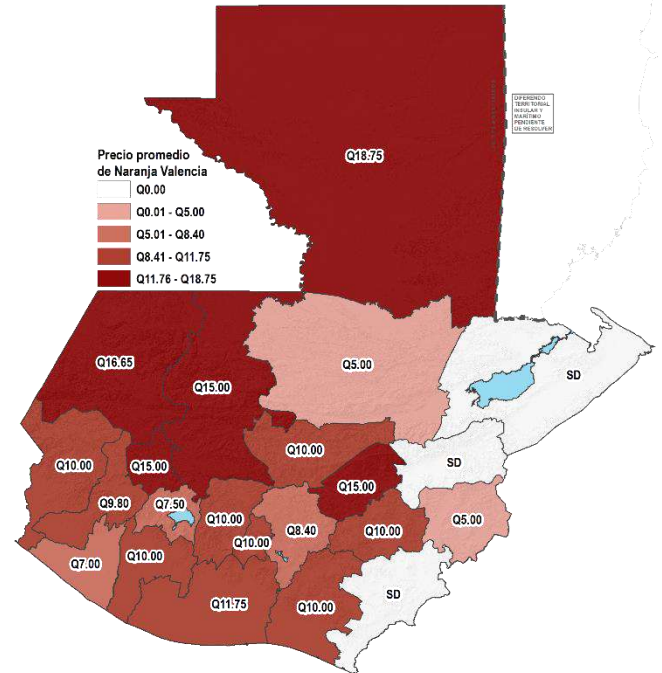 DIFERENDO
TERRITORIAL
INSULAR Y
MARÍTIMO
PENDIENTE
DE RESOLVER
Q18.75
Precio promedio
de Naranja Valencia
Q0.00
Q0.01 - Q5.00
Q5.01 - Q8.40
Q8.41 - Q11.75
Q11.76 - Q18.75
Q16.65
Q15.00
Q5.00
SD
Q10.00
Q10.00
SD
Q15.00
Q15.00
Q9.80
Q7.50
Q10.00
Q10.00
Q8.40
Q10.00
Q5.00
Q7.00
Q10.00
Q11.75
Q10.00
SD